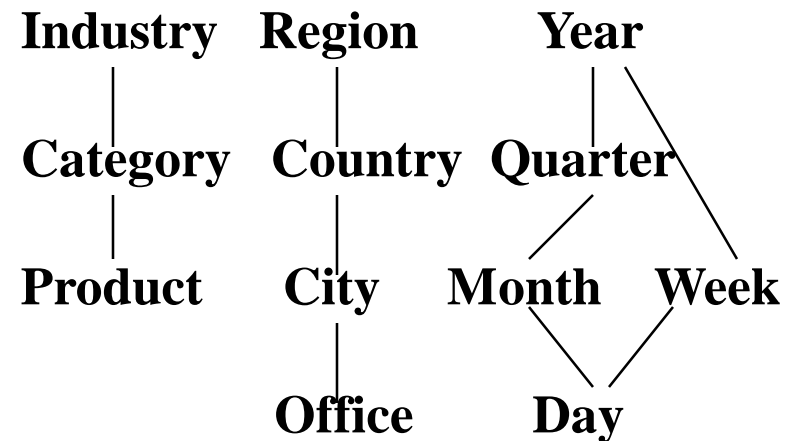 Industry Region Year
Category Country Quarter
Product City Month Week
Office Day